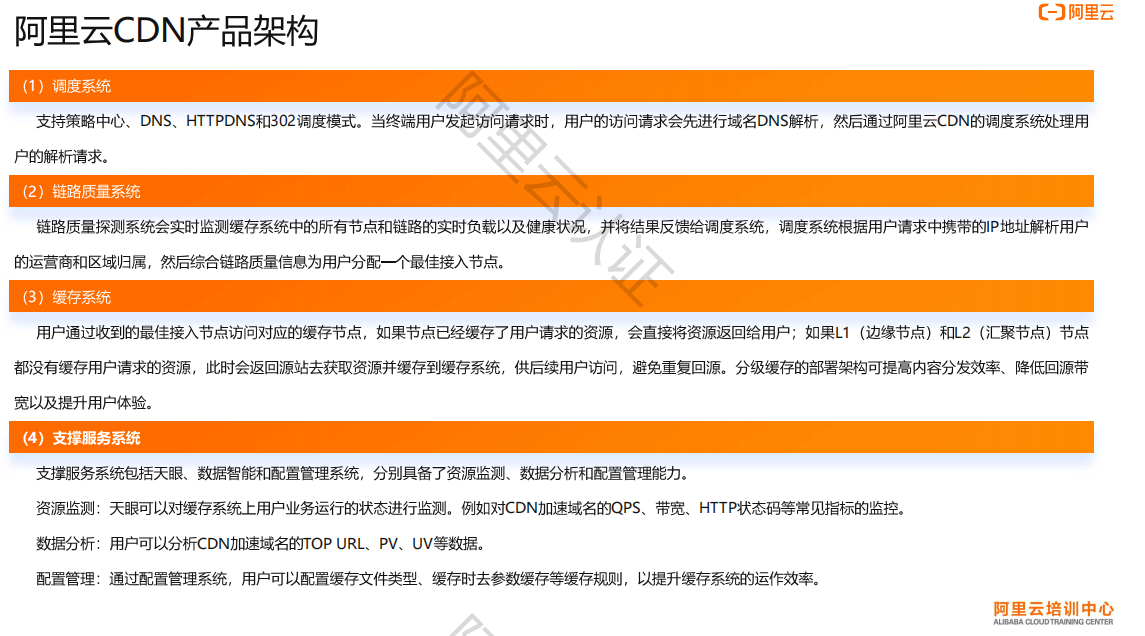 阿里云CDN产品架构
阿里云
（1）调度系统
支持策略中心、DNS、HTTPDNS和302调度模式。当终端用户发起访问请求时，用户的访问请求会先进行域名DNS解析，然后通过阿里云CDN的调度系统处理用
户的解析请求。
（2）链路质量系统
链路质量探测系统会实时监测缓存系统中的所有节点和链路的实时负载以及健康状况，并将结果反馈给调度系统，调度系统根据用户请求中携带的IP地址解析用户
的运营商和区域归属，然后综合链路质量信息为用户分配一个最佳接入节点。
（3）缓存系统
用户通过收到的最佳接入节点访问对应的缓存节点，如果节点已经缓存了用户请求的资源，会直接将资源返回给用户；如果L1（边缘节点）和L2（汇聚节点）节点
都没有缓存用户请求的资源，此时会返回源站去获取资源并缓存到缓存系统，供后续用户访问，避免重复回源。分级缓存的部署架构可提高内容分发效率、降低回源带
宽以及提升用户体验。
（4）支撑服务系统
支撑服务系统包括天眼、数据智能和配置管理系统，分别具备了资源监测、数据分析和配置管理能力。
资源监测：天眼可以对缓存系统上用户业务运行的状态进行监测。例如对CDN加速域名的QPS、带宽、HTTP状态码等常见指标的监控。
数据分析：用户可以分析CDN加速域名的TOP URL、PV、UV等数据。
配置管理：通过配置管理系统，用户可以配置缓存文件类型、缓存时去参数缓存等缓存规则，以提升缓存系统的运作效率。
阿里云认证
阿里云培训中心
ALIBABA CLOUD TRAINING CENTER